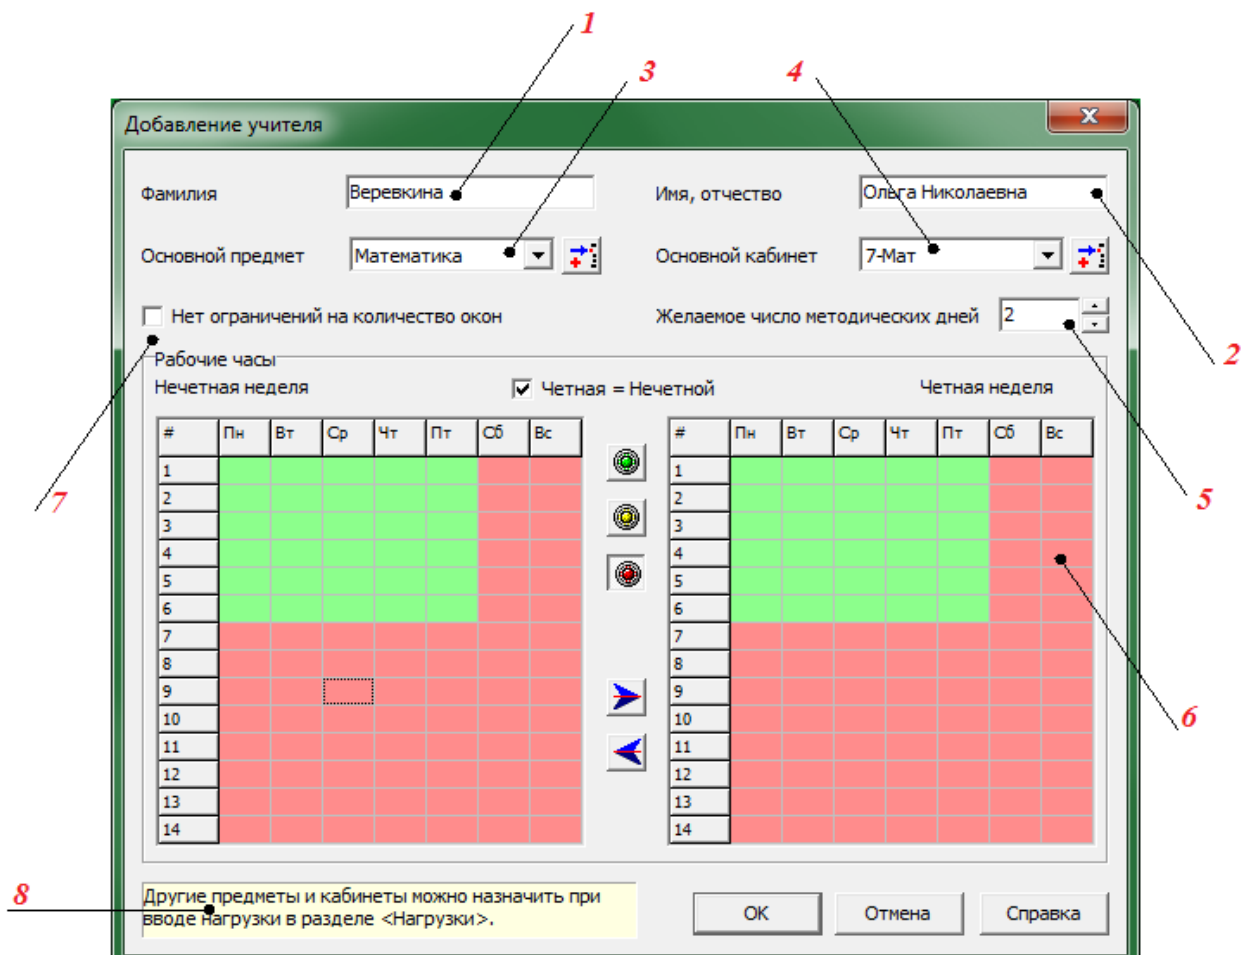 1
3
4
Добавление учителя
x
Фамилия Веревкина Имя, отчество Ольга Николаевна
Основной предмет Математика Основной кабинет 7-Мат
Нет ограничений на количество окон Желаемое число методических дней 2
2
Рабочие часы
Нечетная неделя Четная = Нечетной Четная неделя
# Пн Вт Ср Чт Пт Сб Вс # Пн Вт Ср Чт Пт Сб Вс
1 1
2 2
7 5
3 3
4 4
5 5
6 6
7 7
8 8
9 9
6
10 10
11 11
12 12
13 13
14 14
8
Другие предметы и кабинеты можно назначить при
вводе нагрузки в разделе <Нагрузки>.
OK Отмена Справка